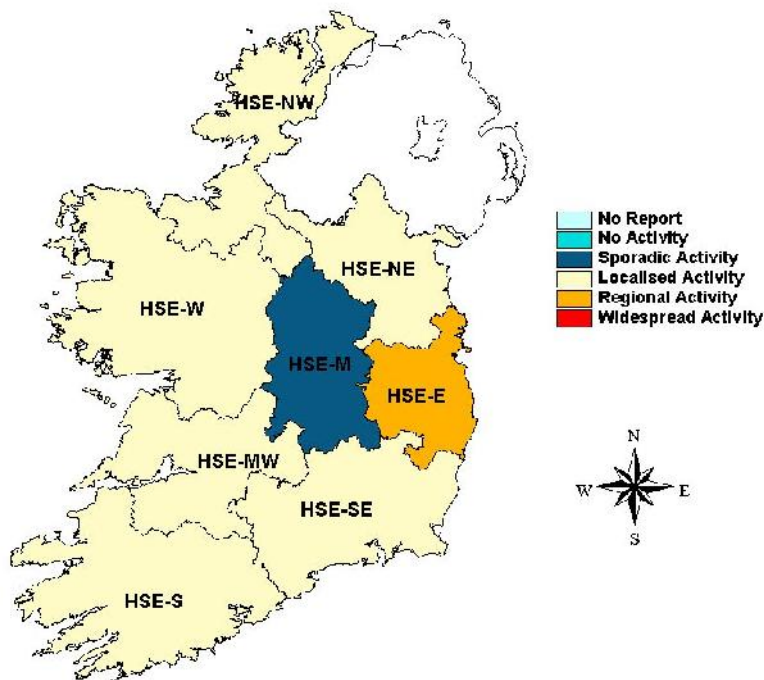 HSE-NW
No Report
No Activity
Sporadic Activity
Localised Activity
Regional Activity
Widespread Activity
HSE-NE
HSE-W
HSE-M
HSE-E
HSE-MW
HSE-SE
HSE-S
N
W E
S